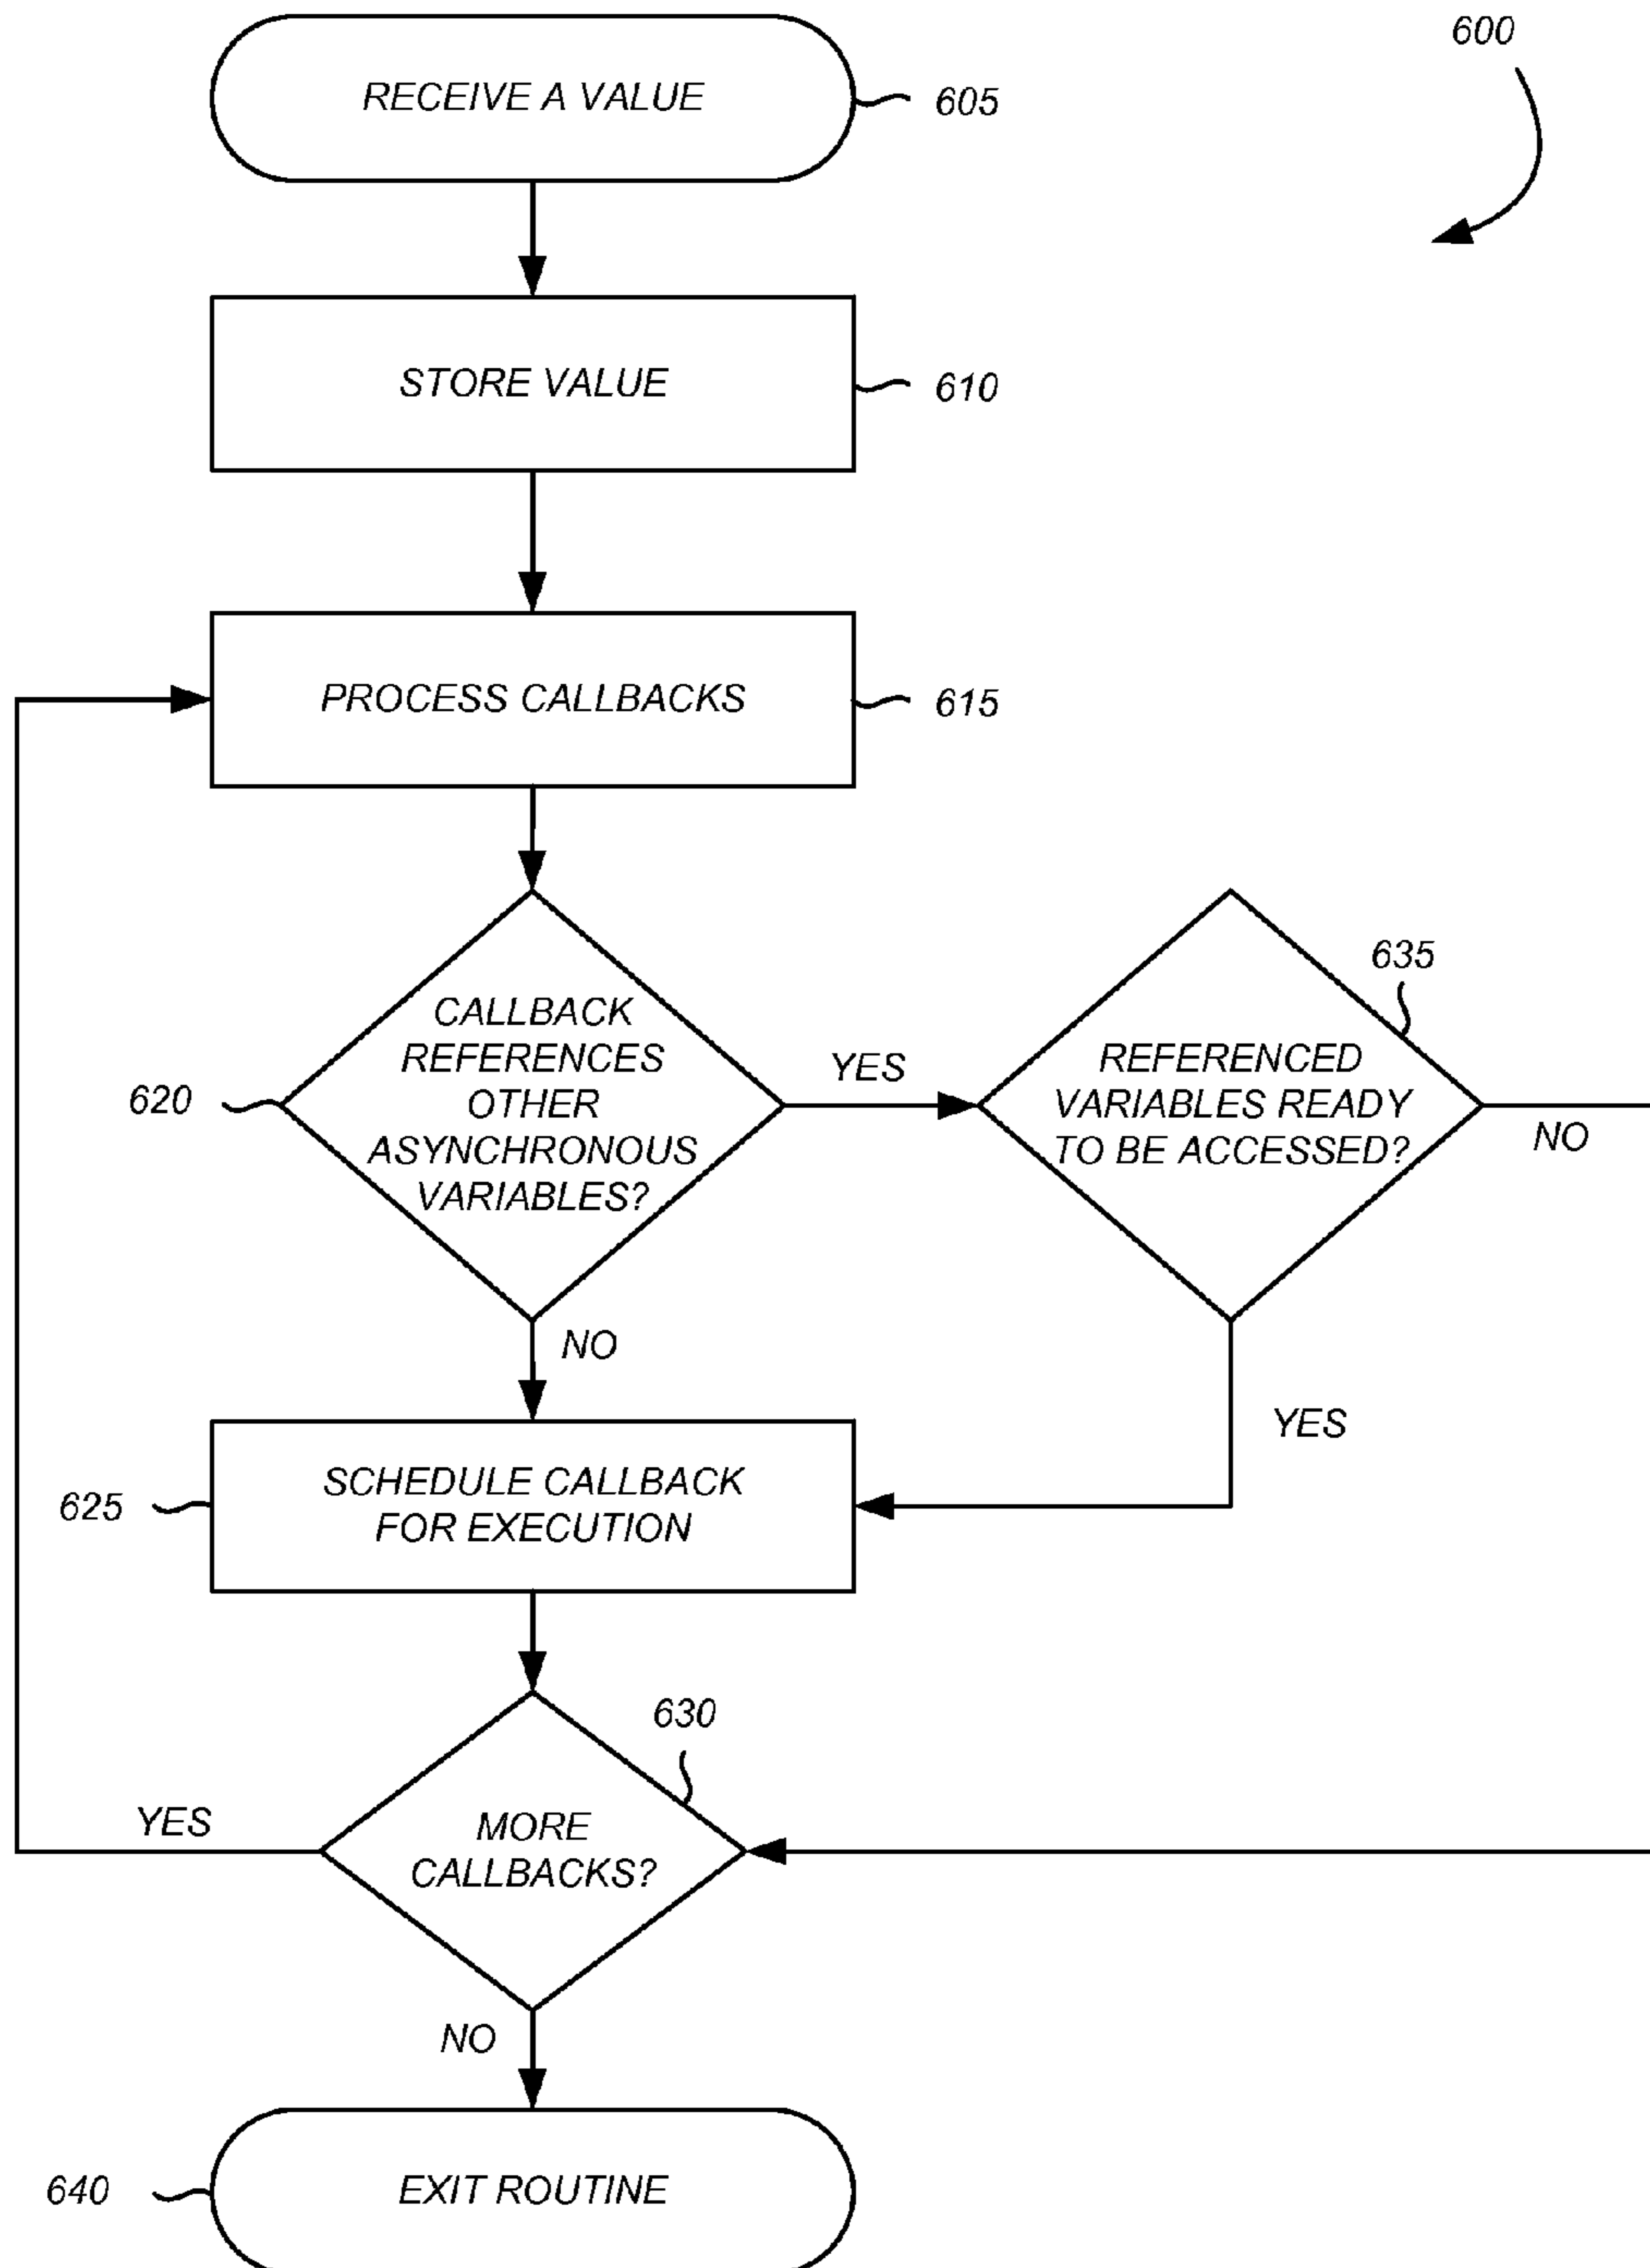 600
RECEIVE A VALUE
605
STORE VALUE
610
PROCESS CALLBACKS
615
CALLBACK
REFERENCES
OTHER
ASYNCHRONOUS
VARIABLES?
620
YES
635
REFERENCED
VARIABLES READY
TO BE ACCESSED?
NO
NO
YES
SCHEDULE CALLBACK
FOR EXECUTION
625
630
MORE
CALLBACKS?
YES
NO
EXIT ROUTINE
640